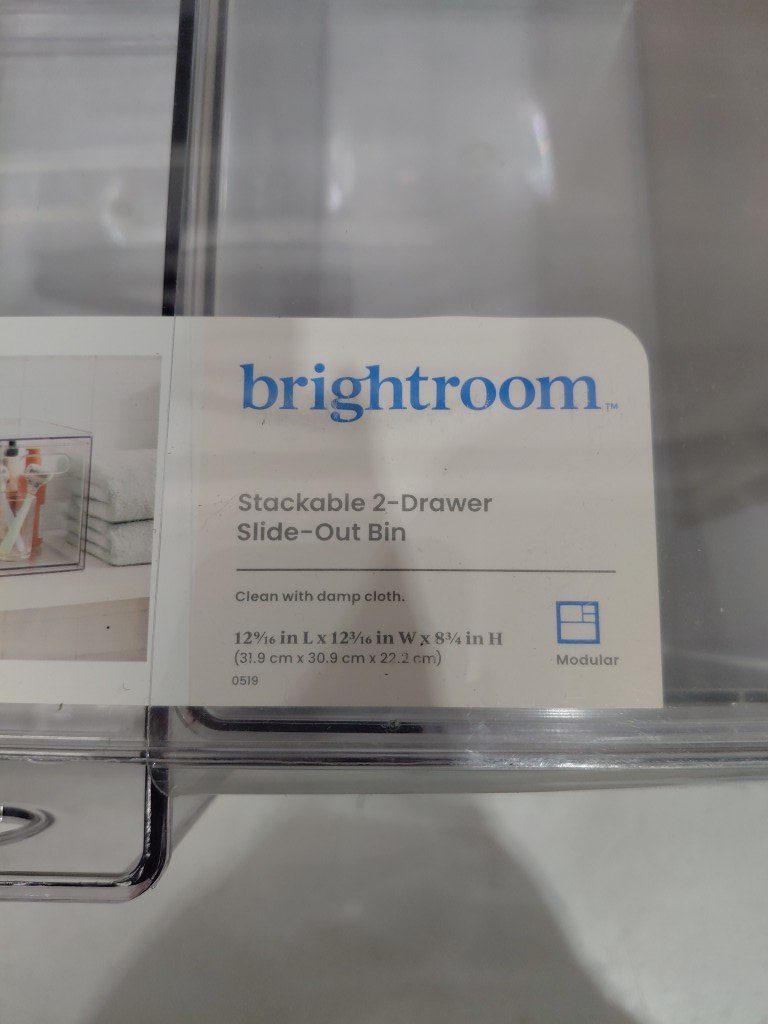 brightroom™
Stackable 2-Drawer
Slide-Out Bin
Clean with damp cloth.
12⁹⁄₁₆ in L x 12³⁄₁₆ in W x 8¾ in H
(31.9 cm x 30.9 cm x 22.2 cm)
0519
Modular